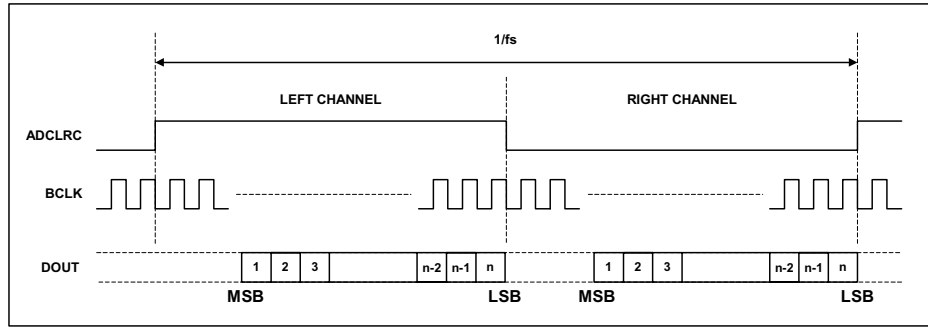 1/fs
LEFT CHANNEL RIGHT CHANNEL
ADCLRC
BCLK
DOUT 1 2 3 n-2 n-1 n 1 2 3 n-2 n-1 n
MSB LSB MSB LSB